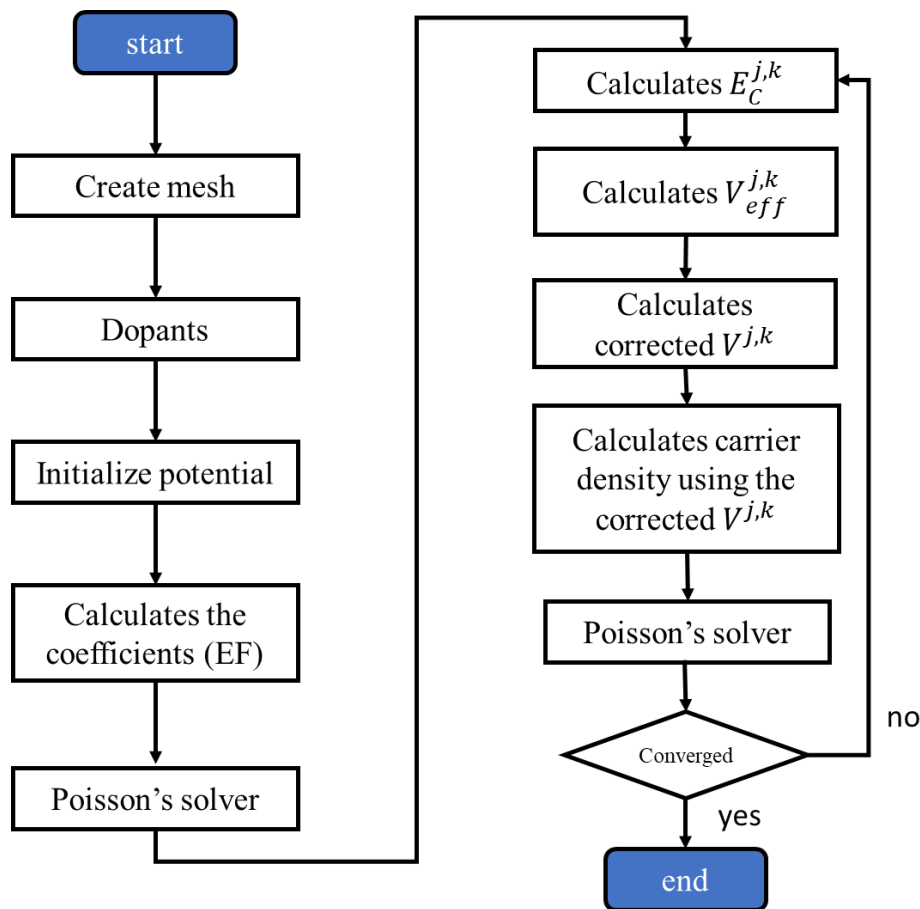 start
Create mesh
Dopants
Initialize potential
Calculates the
coefficients (EF)
Poisson's solver
Calculates $E_C^{j,k}$
Calculates $V_{eff}^{j,k}$
Calculates
corrected $V^{j,k}$
Calculates carrier
density using the
corrected $V^{j,k}$
Poisson's solver
Converged
no
yes
end